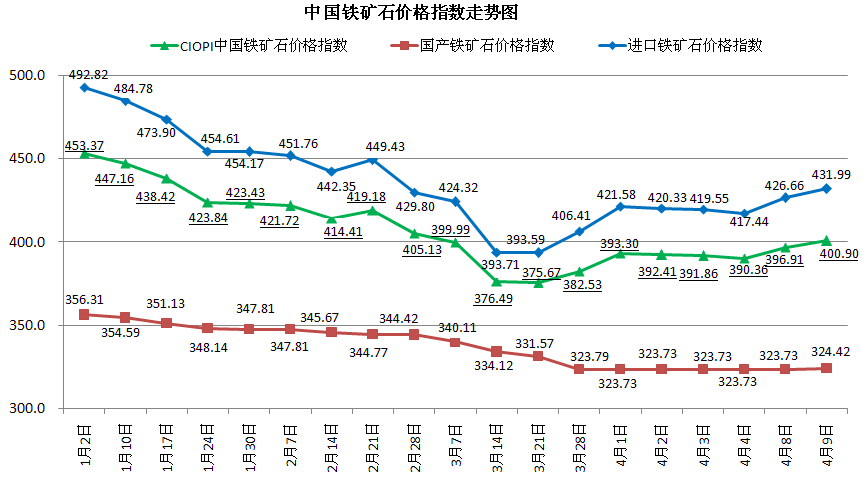 中国铁矿石价格指数走势图
CIOPI中国铁矿石价格指数 国产铁矿石价格指数 进口铁矿石价格指数
500.0
450.0
400.0
350.0
300.0
492.82 484.78 473.90 454.61 454.17 451.76 442.35 449.43 429.80 424.32 393.71 393.59 406.41 421.58 420.33 419.55 417.44 426.66 431.99
453.37 447.16 438.42 423.84 423.43 421.72 414.41 419.18 405.13 399.99 376.49 375.67 382.53 393.30 392.41 391.86 390.36 396.91 400.90
356.31 354.59 351.13 348.14 347.81 347.81 345.67 344.77 344.42 340.11 334.12 331.57 323.79 323.73 323.73 323.73 323.73 323.73 324.42
1月2日 1月10日 1月17日 1月24日 1月30日 2月7日 2月14日 2月21日 2月28日 3月7日 3月14日 3月21日 3月28日 4月1日 4月2日 4月3日 4月4日 4月8日 4月9日